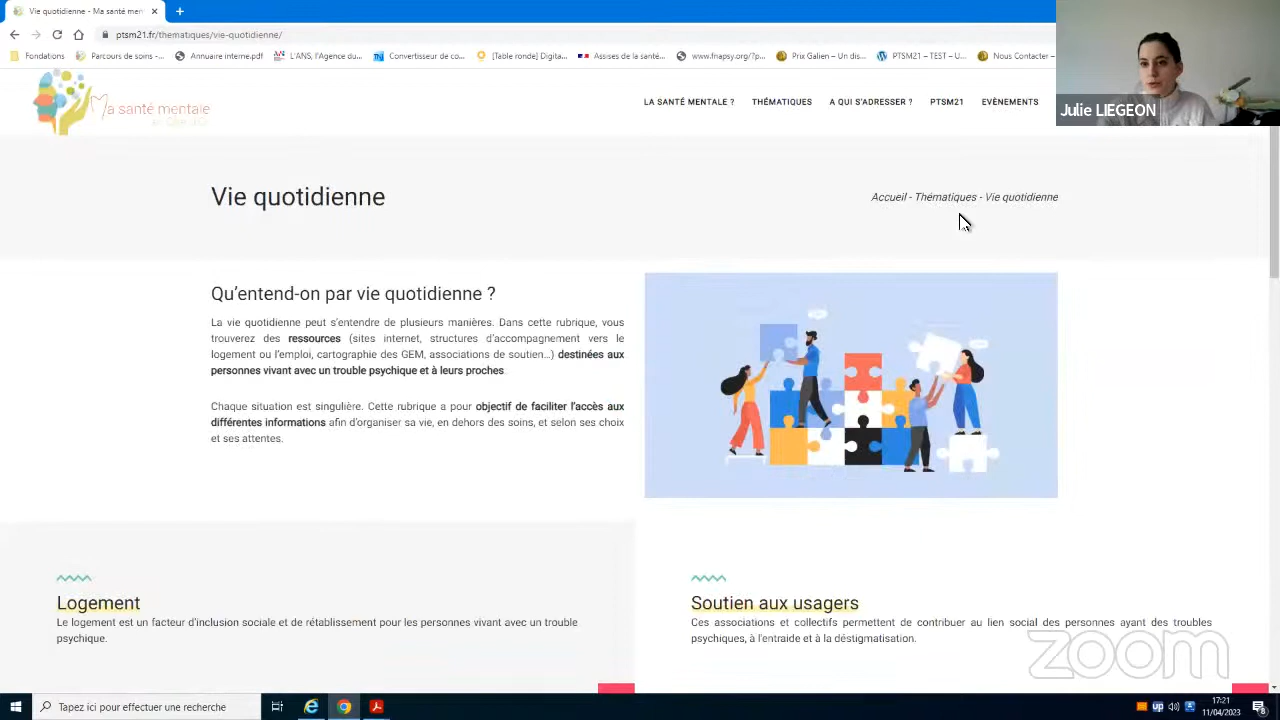 Vie quotidienne - Ma santé men
ptsm21.fr/thematiques/vie-quotidienne/
Fondations
Parcours de soins -...
Annuaire interne.pdf
L'ANS, l'Agence du...
Convertisseur de co...
[Table ronde] Digita...
Assises de la santé...
www.fnapsy.org/?p...
Prix Galien – Un dis...
PTSM21 – TEST – U...
Nous Contacter –
Julie LIEGEON
Ma santé mentale
en Côte d'Or
LA SANTÉ MENTALE ?
THÉMATIQUES
A QUI S'ADRESSER ?
PTSM21
EVÈNEMENTS
Vie quotidienne
Accueil - Thématiques - Vie quotidienne
Qu'entend-on par vie quotidienne ?
La vie quotidienne peut s'entendre de plusieurs manières. Dans cette rubrique, vous
trouverez des ressources (sites internet, structures d'accompagnement vers le
logement ou l'emploi, cartographie des GEM, associations de soutien...) destinées aux
personnes vivant avec un trouble psychique et à leurs proches.
Chaque situation est singulière. Cette rubrique a pour objectif de faciliter l'accès aux
différentes informations afin d'organiser sa vie, en dehors des soins, et selon ses choix
et ses attentes.
Logement
Le logement est un facteur d'inclusion sociale et de rétablissement pour les personnes vivant avec un trouble
psychique.
Soutien aux usagers
Ces associations et collectifs permettent de contribuer au lien social des personnes ayant des troubles
psychiques, à l'entraide et à la déstigmatisation.
zoom
Tapez ici pour effectuer une recherche
17:21
11/04/2023